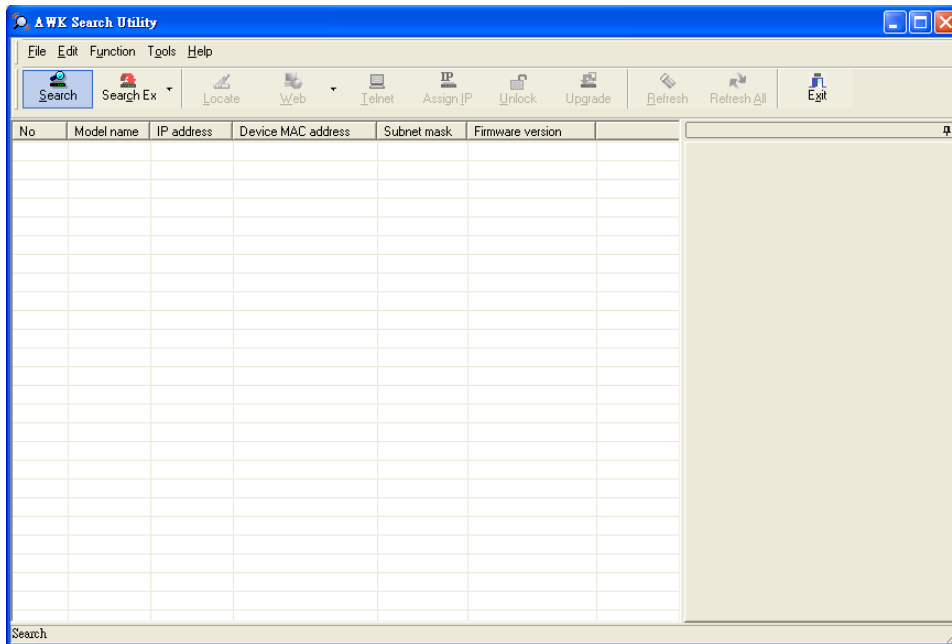 AWK Search Utility
File Edit Function Tools Help
Search Search Ex Locate Web Telnet Assign IP Unlock Upgrade Refresh Refresh All Exit
No Model name IP address Device MAC address Subnet mask Firmware version
Search